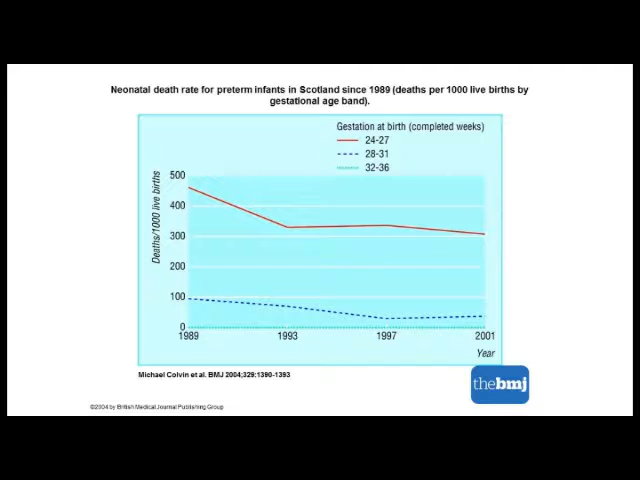 Neonatal death rate for preterm infants in Scotland since 1989 (deaths per 1000 live births by
gestational age band).
Gestation at birth (completed weeks)
24-27
28-31
32-36
Deaths/1000 live births
500
400
300
200
100
0
1989 1993 1997 2001
Year
Michael Colvin et al. BMJ 2004;329:1390-1393
thebmj
©2004 by British Medical Journal Publishing Group